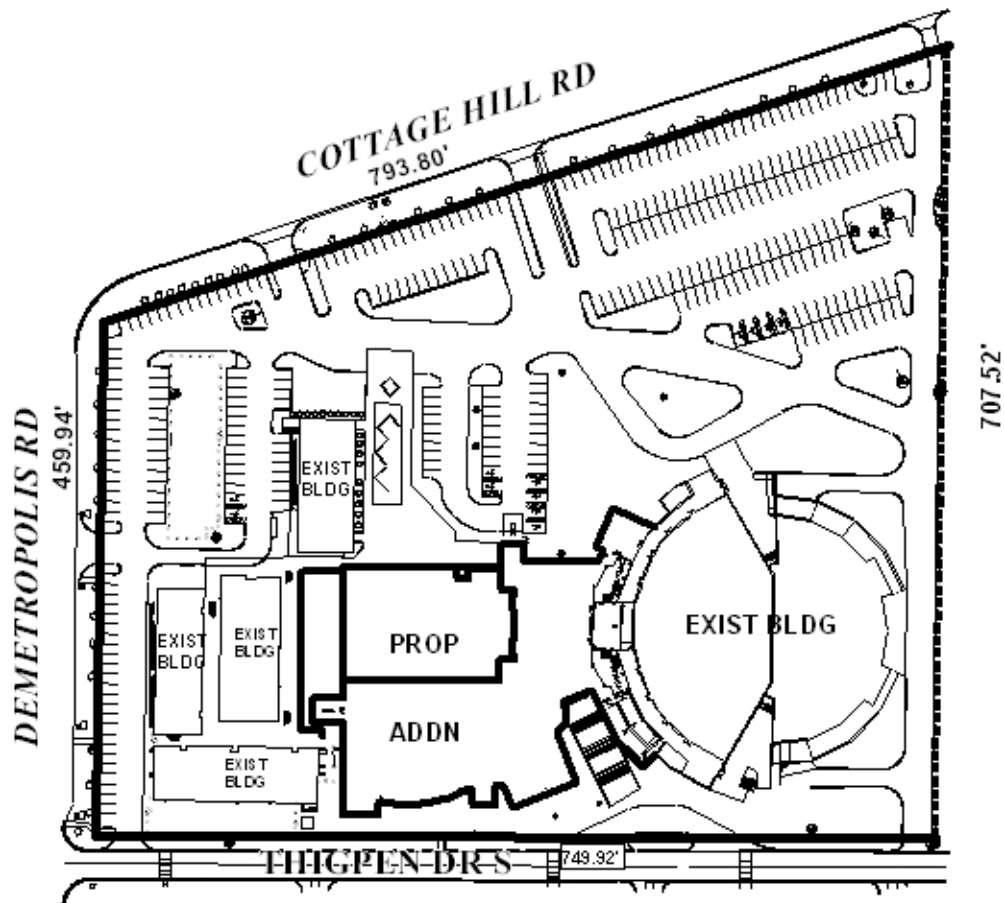 COTTAGE HILL RD
793.80'
DEMETROPOLIS RD
459.94'
707.52'
EXIST
BLDG
EXIST
BLDG
EXIST
BLDG
EXIST BLDG
PROP
ADDN
EXIST
BLDG
THIGPEN DR S
749.92'